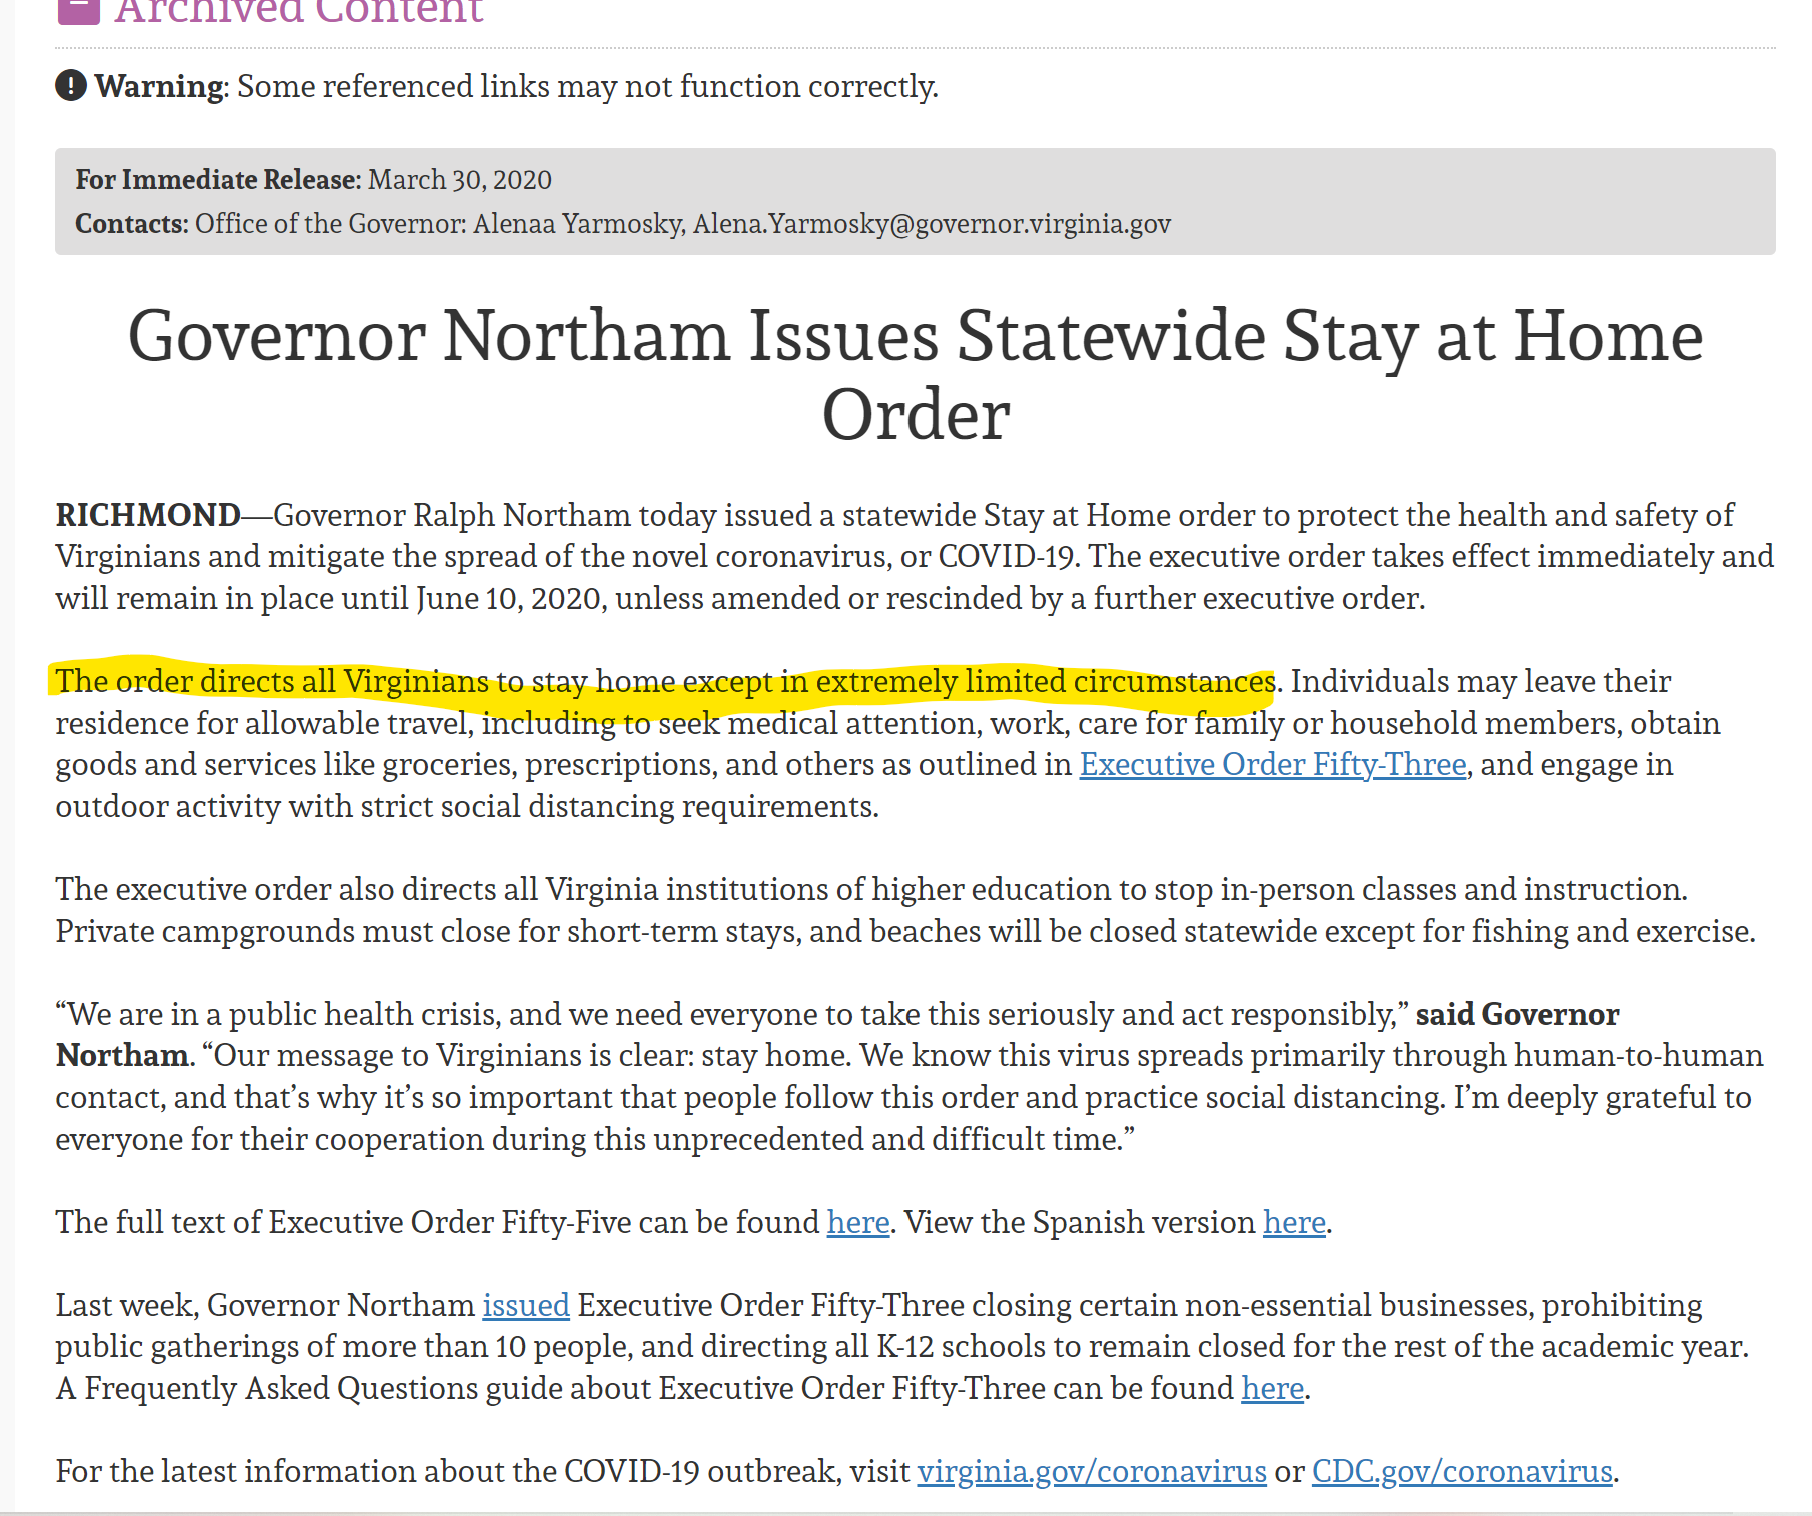 Archived Content
Warning: Some referenced links may not function correctly.
For Immediate Release: March 30, 2020
Contacts: Office of the Governor: Alenaa Yarmosky, Alena.Yarmosky@governor.virginia.gov
Governor Northam Issues Statewide Stay at Home
Order
RICHMOND—Governor Ralph Northam today issued a statewide Stay at Home order to protect the health and safety of
Virginians and mitigate the spread of the novel coronavirus, or COVID-19. The executive order takes effect immediately and
will remain in place until June 10, 2020, unless amended or rescinded by a further executive order.
The order directs all Virginians to stay home except in extremely limited circumstances. Individuals may leave their
residence for allowable travel, including to seek medical attention, work, care for family or household members, obtain
goods and services like groceries, prescriptions, and others as outlined in Executive Order Fifty-Three, and engage in
outdoor activity with strict social distancing requirements.
The executive order also directs all Virginia institutions of higher education to stop in-person classes and instruction.
Private campgrounds must close for short-term stays, and beaches will be closed statewide except for fishing and exercise.
“We are in a public health crisis, and we need everyone to take this seriously and act responsibly,” said Governor
Northam. “Our message to Virginians is clear: stay home. We know this virus spreads primarily through human-to-human
contact, and that’s why it’s so important that people follow this order and practice social distancing. I’m deeply grateful to
everyone for their cooperation during this unprecedented and difficult time.”
The full text of Executive Order Fifty-Five can be found here. View the Spanish version here.
Last week, Governor Northam issued Executive Order Fifty-Three closing certain non-essential businesses, prohibiting
public gatherings of more than 10 people, and directing all K-12 schools to remain closed for the rest of the academic year.
A Frequently Asked Questions guide about Executive Order Fifty-Three can be found here.
For the latest information about the COVID-19 outbreak, visit virginia.gov/coronavirus or CDC.gov/coronavirus.